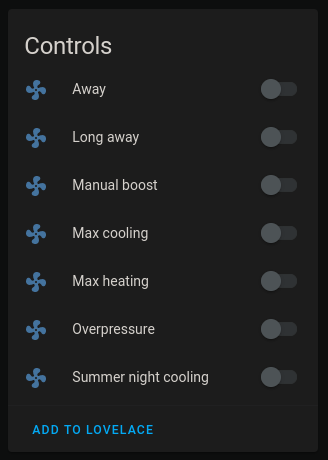 Controls
Away
Long away
Manual boost
Max cooling
Max heating
Overpressure
Summer night cooling
ADD TO LOVELACE